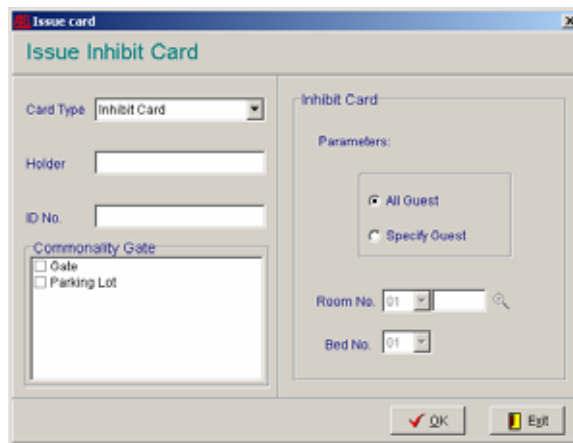 Issue card
Issue Inhibit Card
Card Type Inhibit Card
Holder
ID No.
Commonality Gate
Gate
Parking Lot
Inhibit Card
Parameters:
All Guest
Specify Guest
Room No. 01
Bed No. 01
OK
Exit